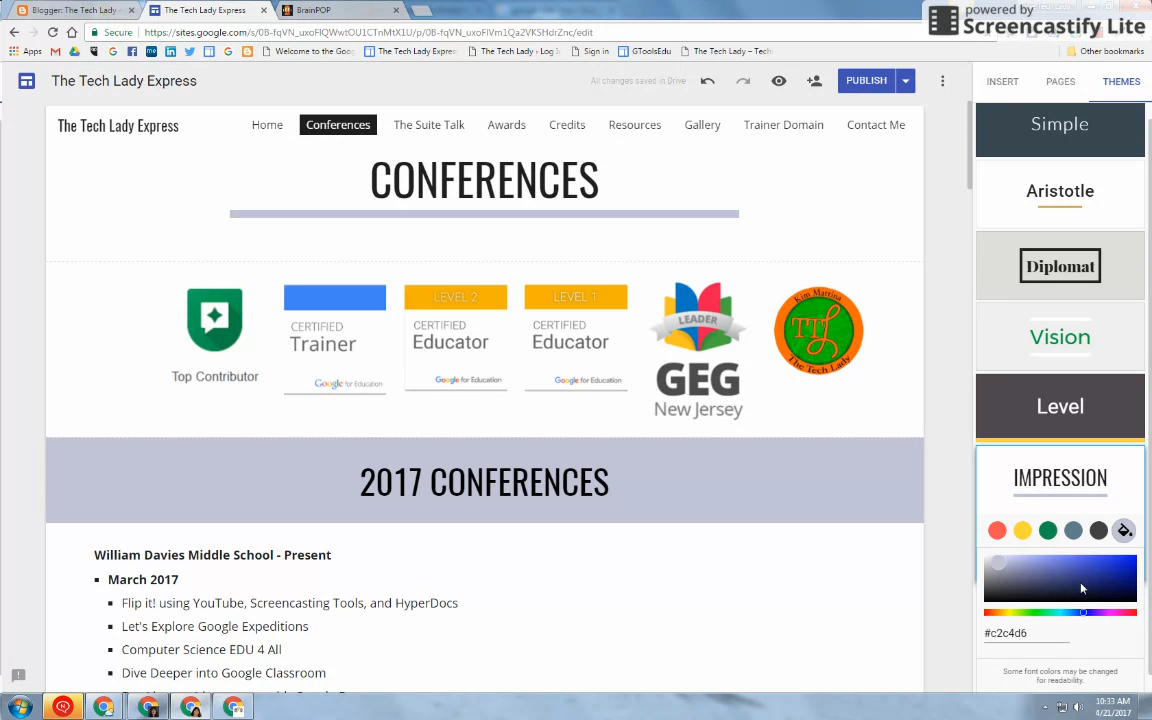 Blogger: The Tech Lady
The Tech Lady Express
BrainPOP
powered by
Screencastify Lite
Secure
https://sites.google.com/s/0B-fqVN_uxoFlQWwtOU1CTnMtX1U/p/0B-fqVN_uxoFlVm1Qa2VKSHdrZnc/edit
Apps
Welcome to the Goo
The Tech Lady Expres
The Tech Lady › Log I
Sign in
GToolsEdu
The Tech Lady – Tech
Other bookmarks
The Tech Lady Express
All changes saved in Drive
PUBLISH
INSERT
PAGES
THEMES
The Tech Lady Express
Home
Conferences
The Suite Talk
Awards
Credits
Resources
Gallery
Trainer Domain
Contact Me
CONFERENCES
Top Contributor
CERTIFIED
Trainer
Google for Education
LEVEL 2
CERTIFIED
Educator
Google for Education
LEVEL 1
CERTIFIED
Educator
Google for Education
LEADER
GEG
New Jersey
Kim Mattina
TTL
The Tech Lady
2017 CONFERENCES
William Davies Middle School - Present
March 2017
Flip it! using YouTube, Screencasting Tools, and HyperDocs
Let's Explore Google Expeditions
Computer Science EDU 4 All
Dive Deeper into Google Classroom
Simple
Aristotle
Diplomat
Vision
Level
IMPRESSION
#c2c4d6
Some font colors may be changed
for readability.
10:33 AM
4/21/2017